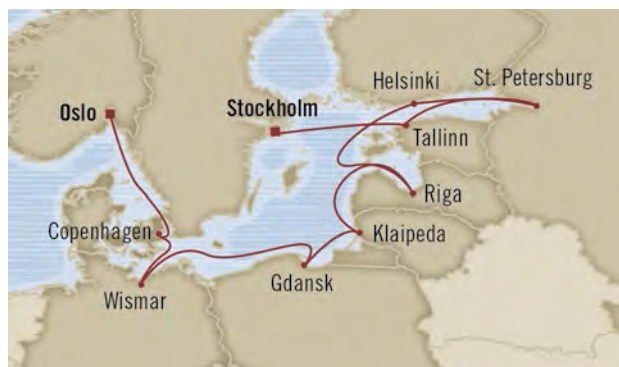 St. Petersburg
Helsinki
Oslo
Stockholm
Tallinn
Riga
Copenhagen
Klaipeda
Gdansk
Wismar